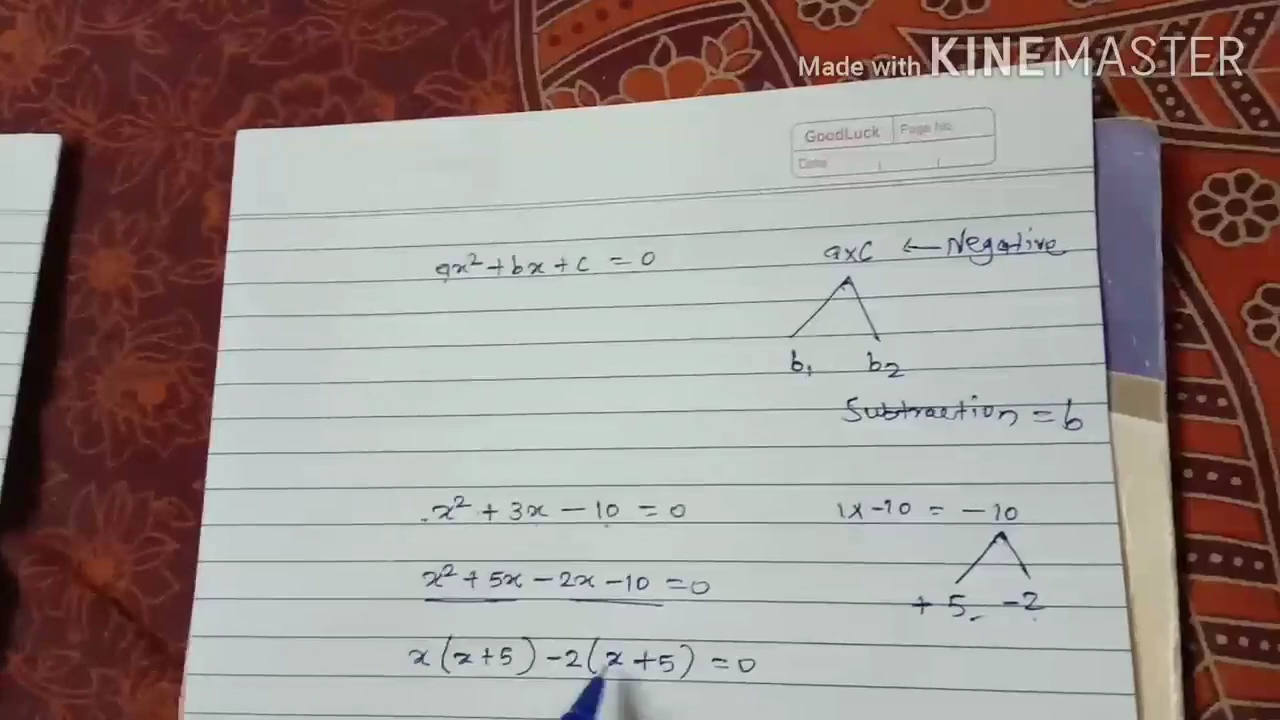 Made with KINEMASTER
GoodLuck Page No.
Date
ax² + bx + c = 0
a×c ← Negative
b₁ b₂
Subtraction = b
x² + 3x - 10 = 0
1x-10 = -10
x² + 5x - 2x - 10 = 0
+5 -2
x(x+5) -2(x+5) = 0